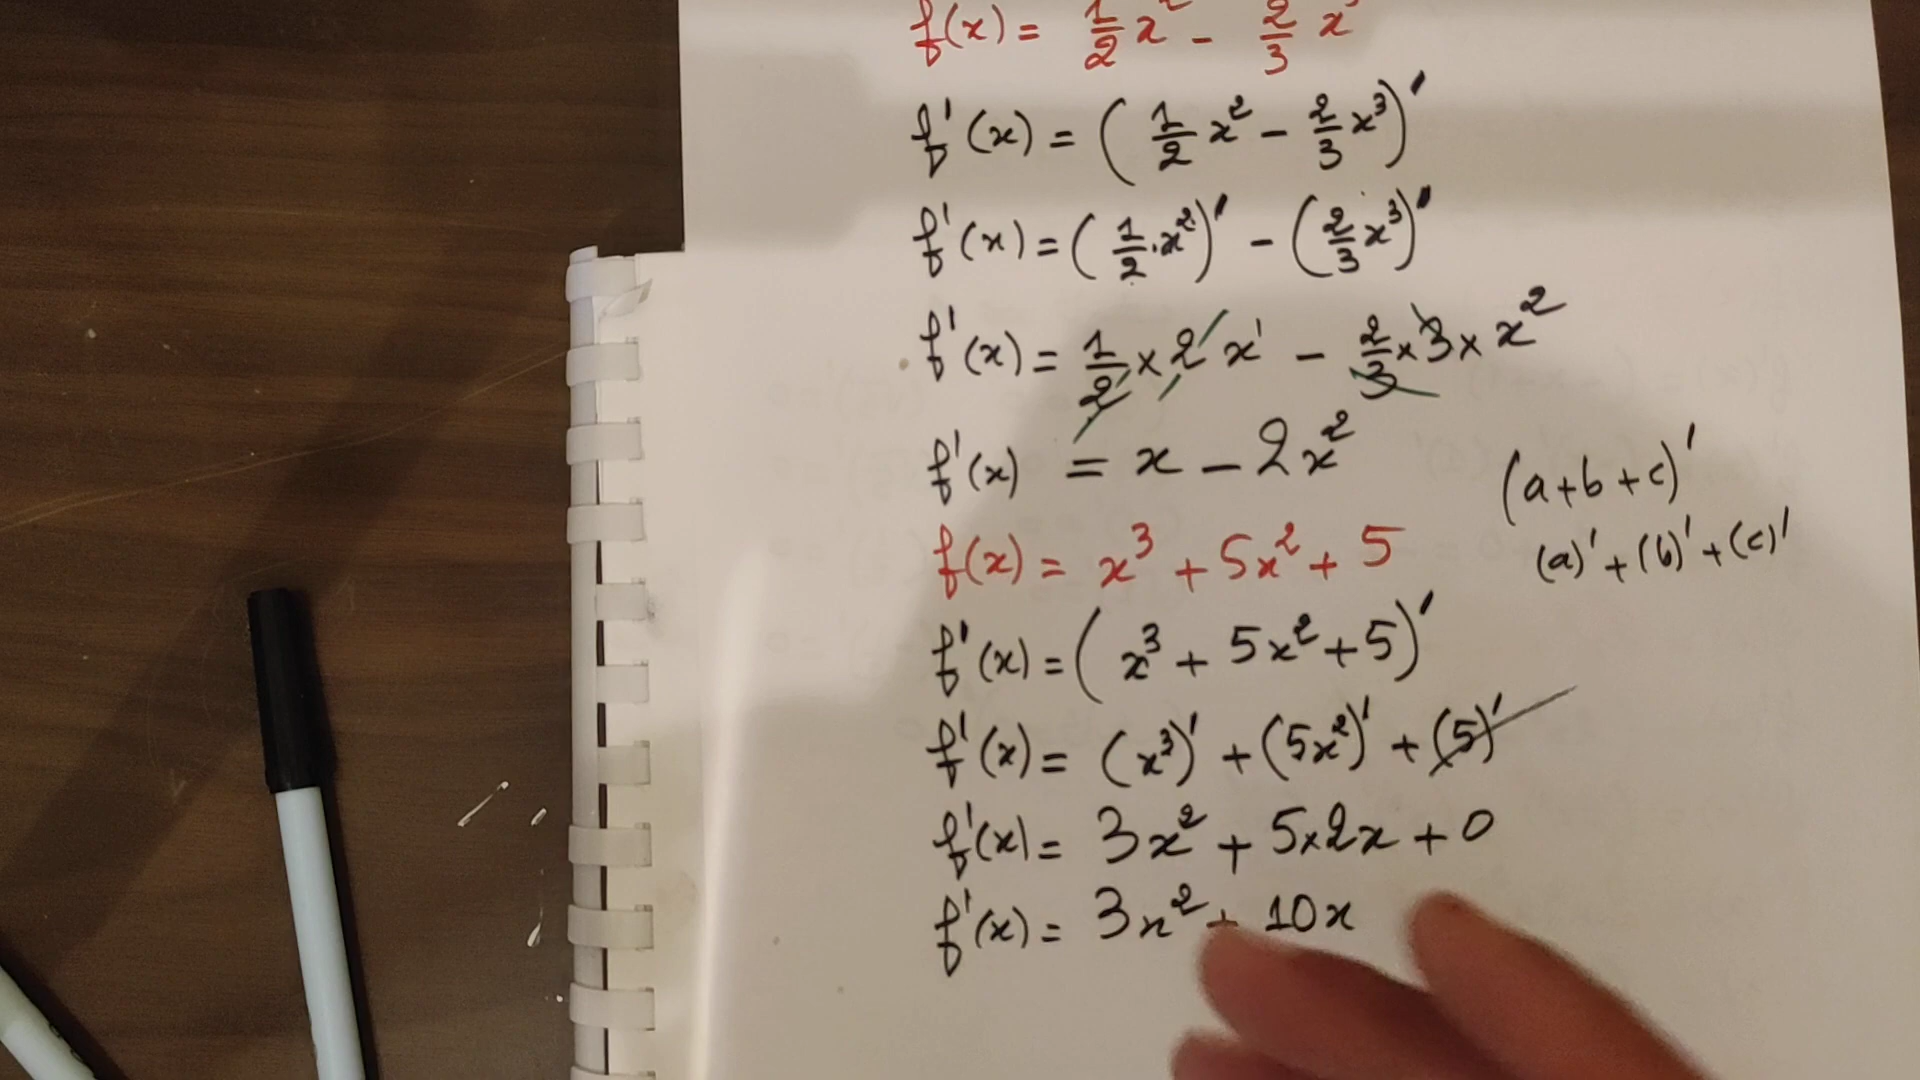 f(x) = 1/2 x² - 2/3 x³
f'(x) = (1/2 x² - 2/3 x³)'
f'(x) = (1/2 . x²)' - (2/3 x³)'
f'(x) = 1/2 × 2 x¹ - 2/3 × 3 × x²
f'(x) = x - 2x²
(a+b+c)'
(a)' + (b)' + (c)'
f(x) = x³ + 5x² + 5
f'(x) = (x³ + 5x² + 5)'
f'(x) = (x³)' + (5x²)' + (5)'
f'(x) = 3x² + 5×2x + 0
f'(x) = 3x² + 10x